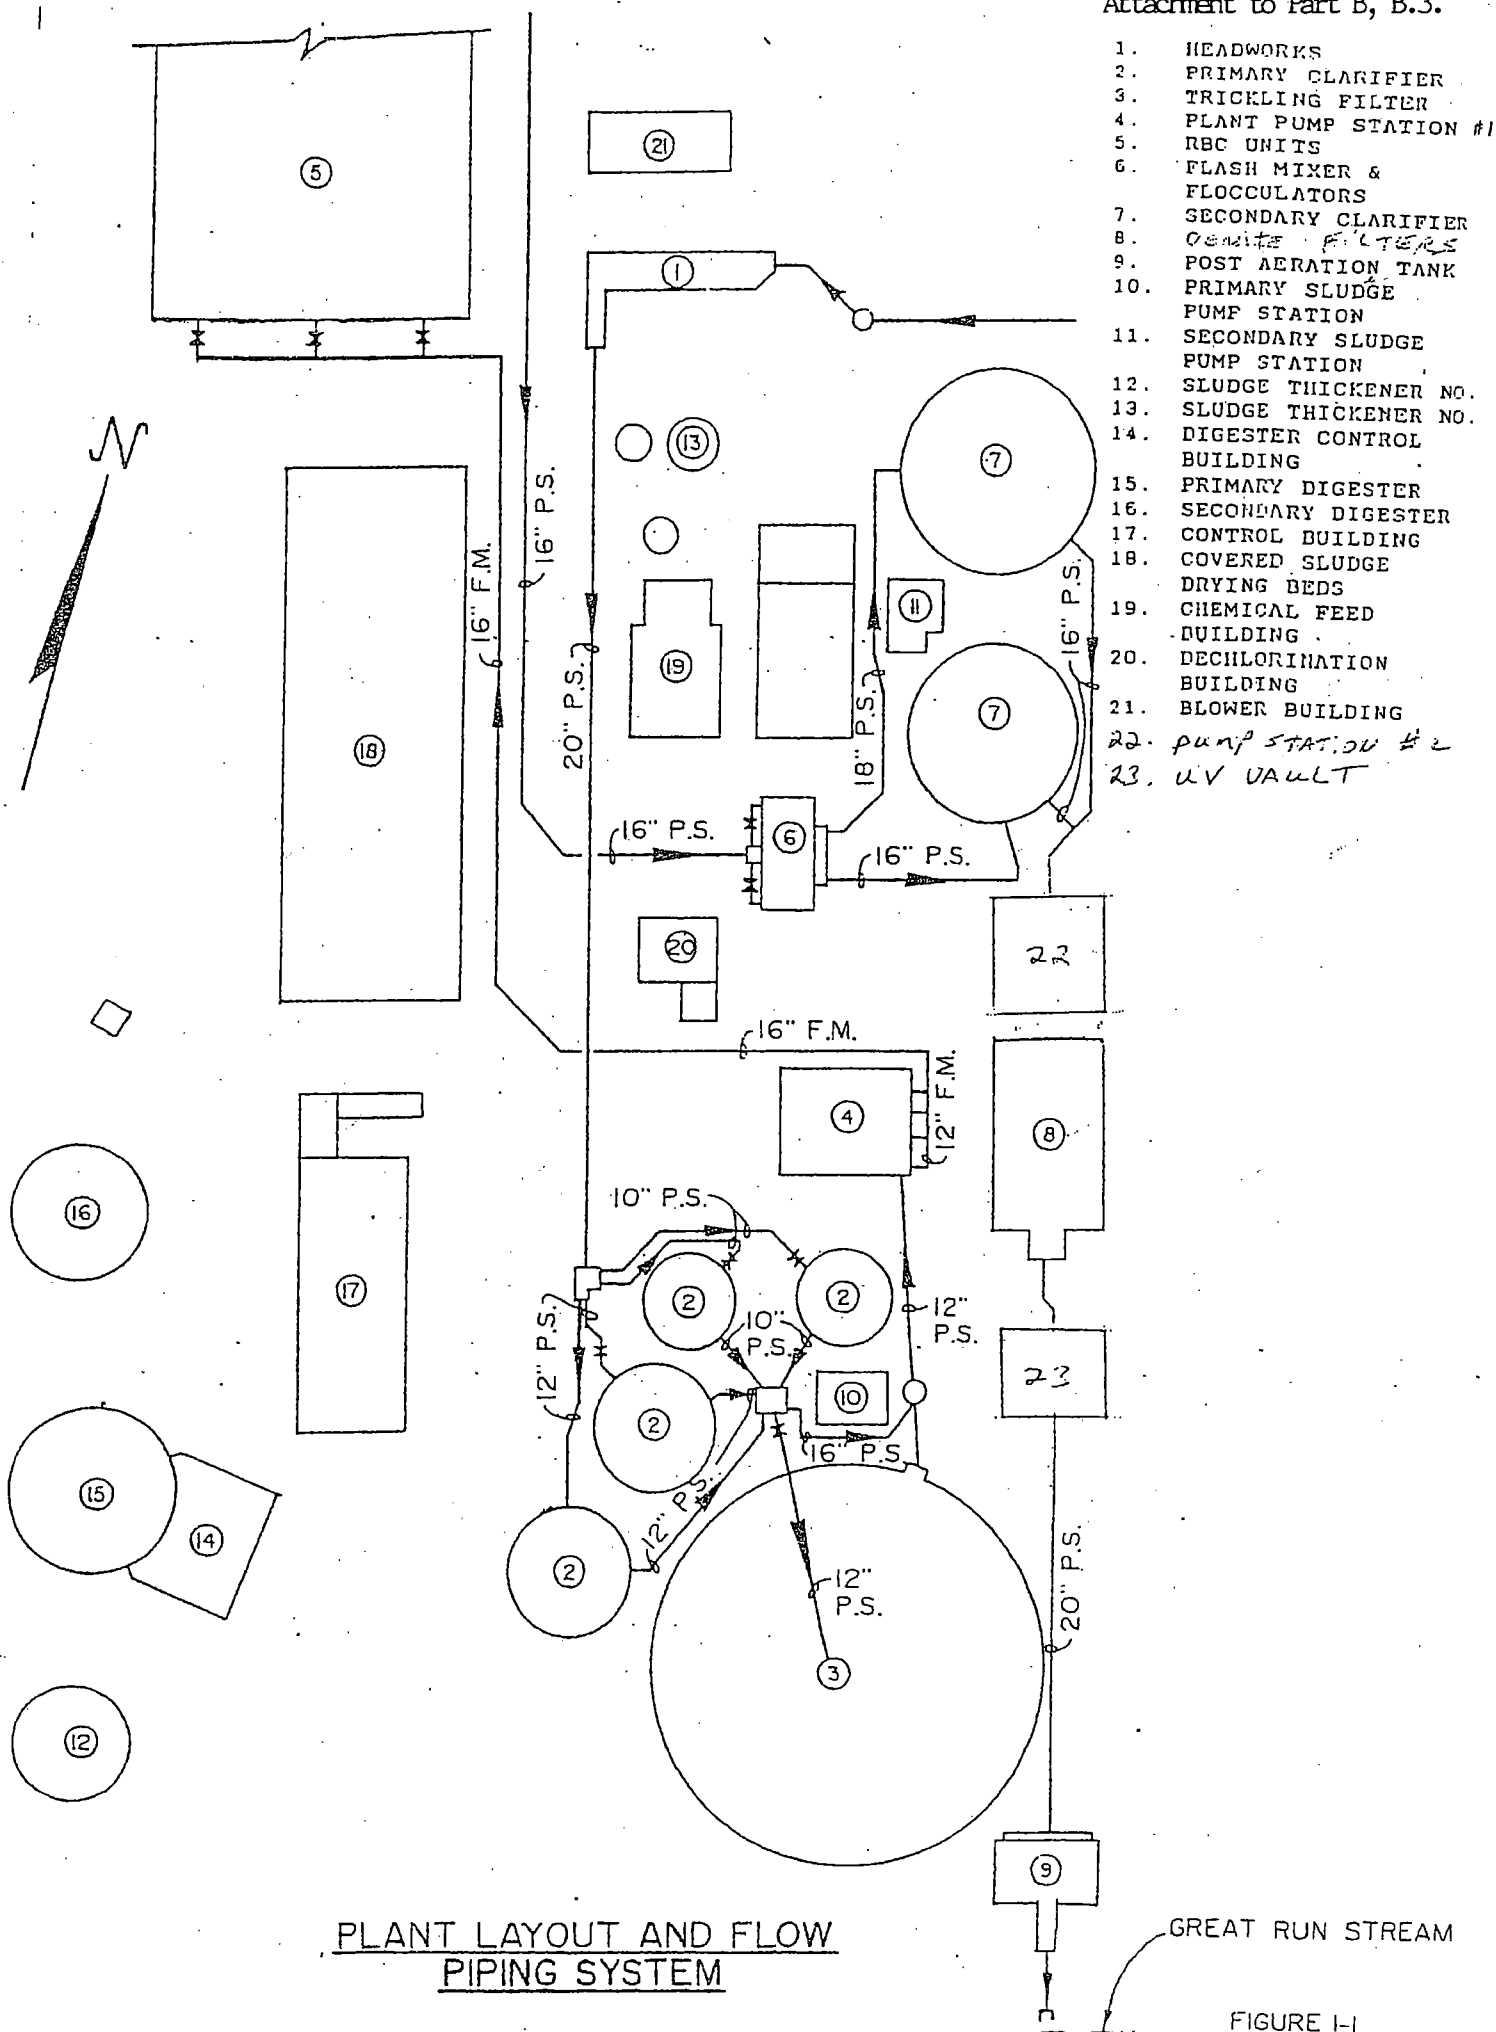 Attachment to Part B, B.3.
1. HEADWORKS
2. PRIMARY CLARIFIER
3. TRICKLING FILTER
4. PLANT PUMP STATION #1
5. RBC UNITS
6. FLASH MIXER &
FLOCCULATORS
7. SECONDARY CLARIFIER
8. DENITE FILTERS
9. POST AERATION TANK
10. PRIMARY SLUDGE
PUMP STATION
11. SECONDARY SLUDGE
PUMP STATION
12. SLUDGE THICKENER NO.
13. SLUDGE THICKENER NO.
14. DIGESTER CONTROL
BUILDING
15. PRIMARY DIGESTER
16. SECONDARY DIGESTER
17. CONTROL BUILDING
18. COVERED SLUDGE
DRYING BEDS
19. CHEMICAL FEED
BUILDING
20. DECHLORINATION
BUILDING
21. BLOWER BUILDING
22. PUMP STATION #2
23. UV VAULT
5
21
1
N
13
7
16" P.S.
16" F.M.
20" P.S.
11
16" P.S.
19
7
18
18" P.S.
16" P.S.
6
16" P.S.
20
22
16" F.M.
12" F.M.
4
8
16
10" P.S.
17
2
2
12"
P.S.
10"
P.S.
12" P.S.
23
10
2
16" P.S.
15
14
12" P.S.
2
12"
P.S.
20" P.S.
3
12
9
PLANT LAYOUT AND FLOW
PIPING SYSTEM
GREAT RUN STREAM
FIGURE 1-1